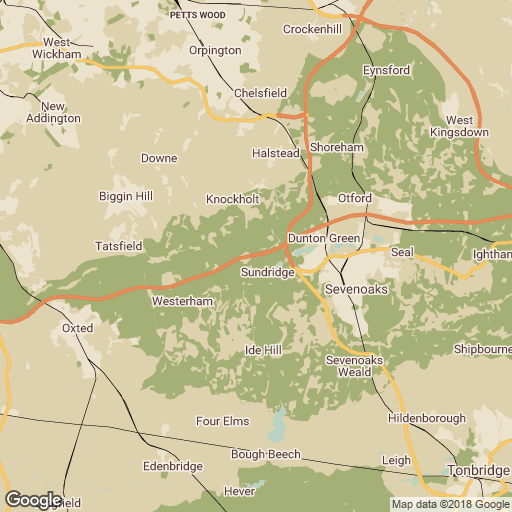 PETTS WOOD
Crockenhill
West
Wickham
Orpington
Eynsford
Chelsfield
New
Addington
West
Kingsdown
Shoreham
Halstead
Downe
Biggin Hill
Knockholt
Otford
Tatsfield
Dunton Green
Seal
Ightham
Sundridge
Sevenoaks
Westerham
Oxted
Ide Hill
Shipbourne
Sevenoaks
Weald
Four Elms
Hildenborough
Bough Beech
Leigh
Edenbridge
Tonbridge
Hever
gfield
Google
Google
Map data ©2018 Google